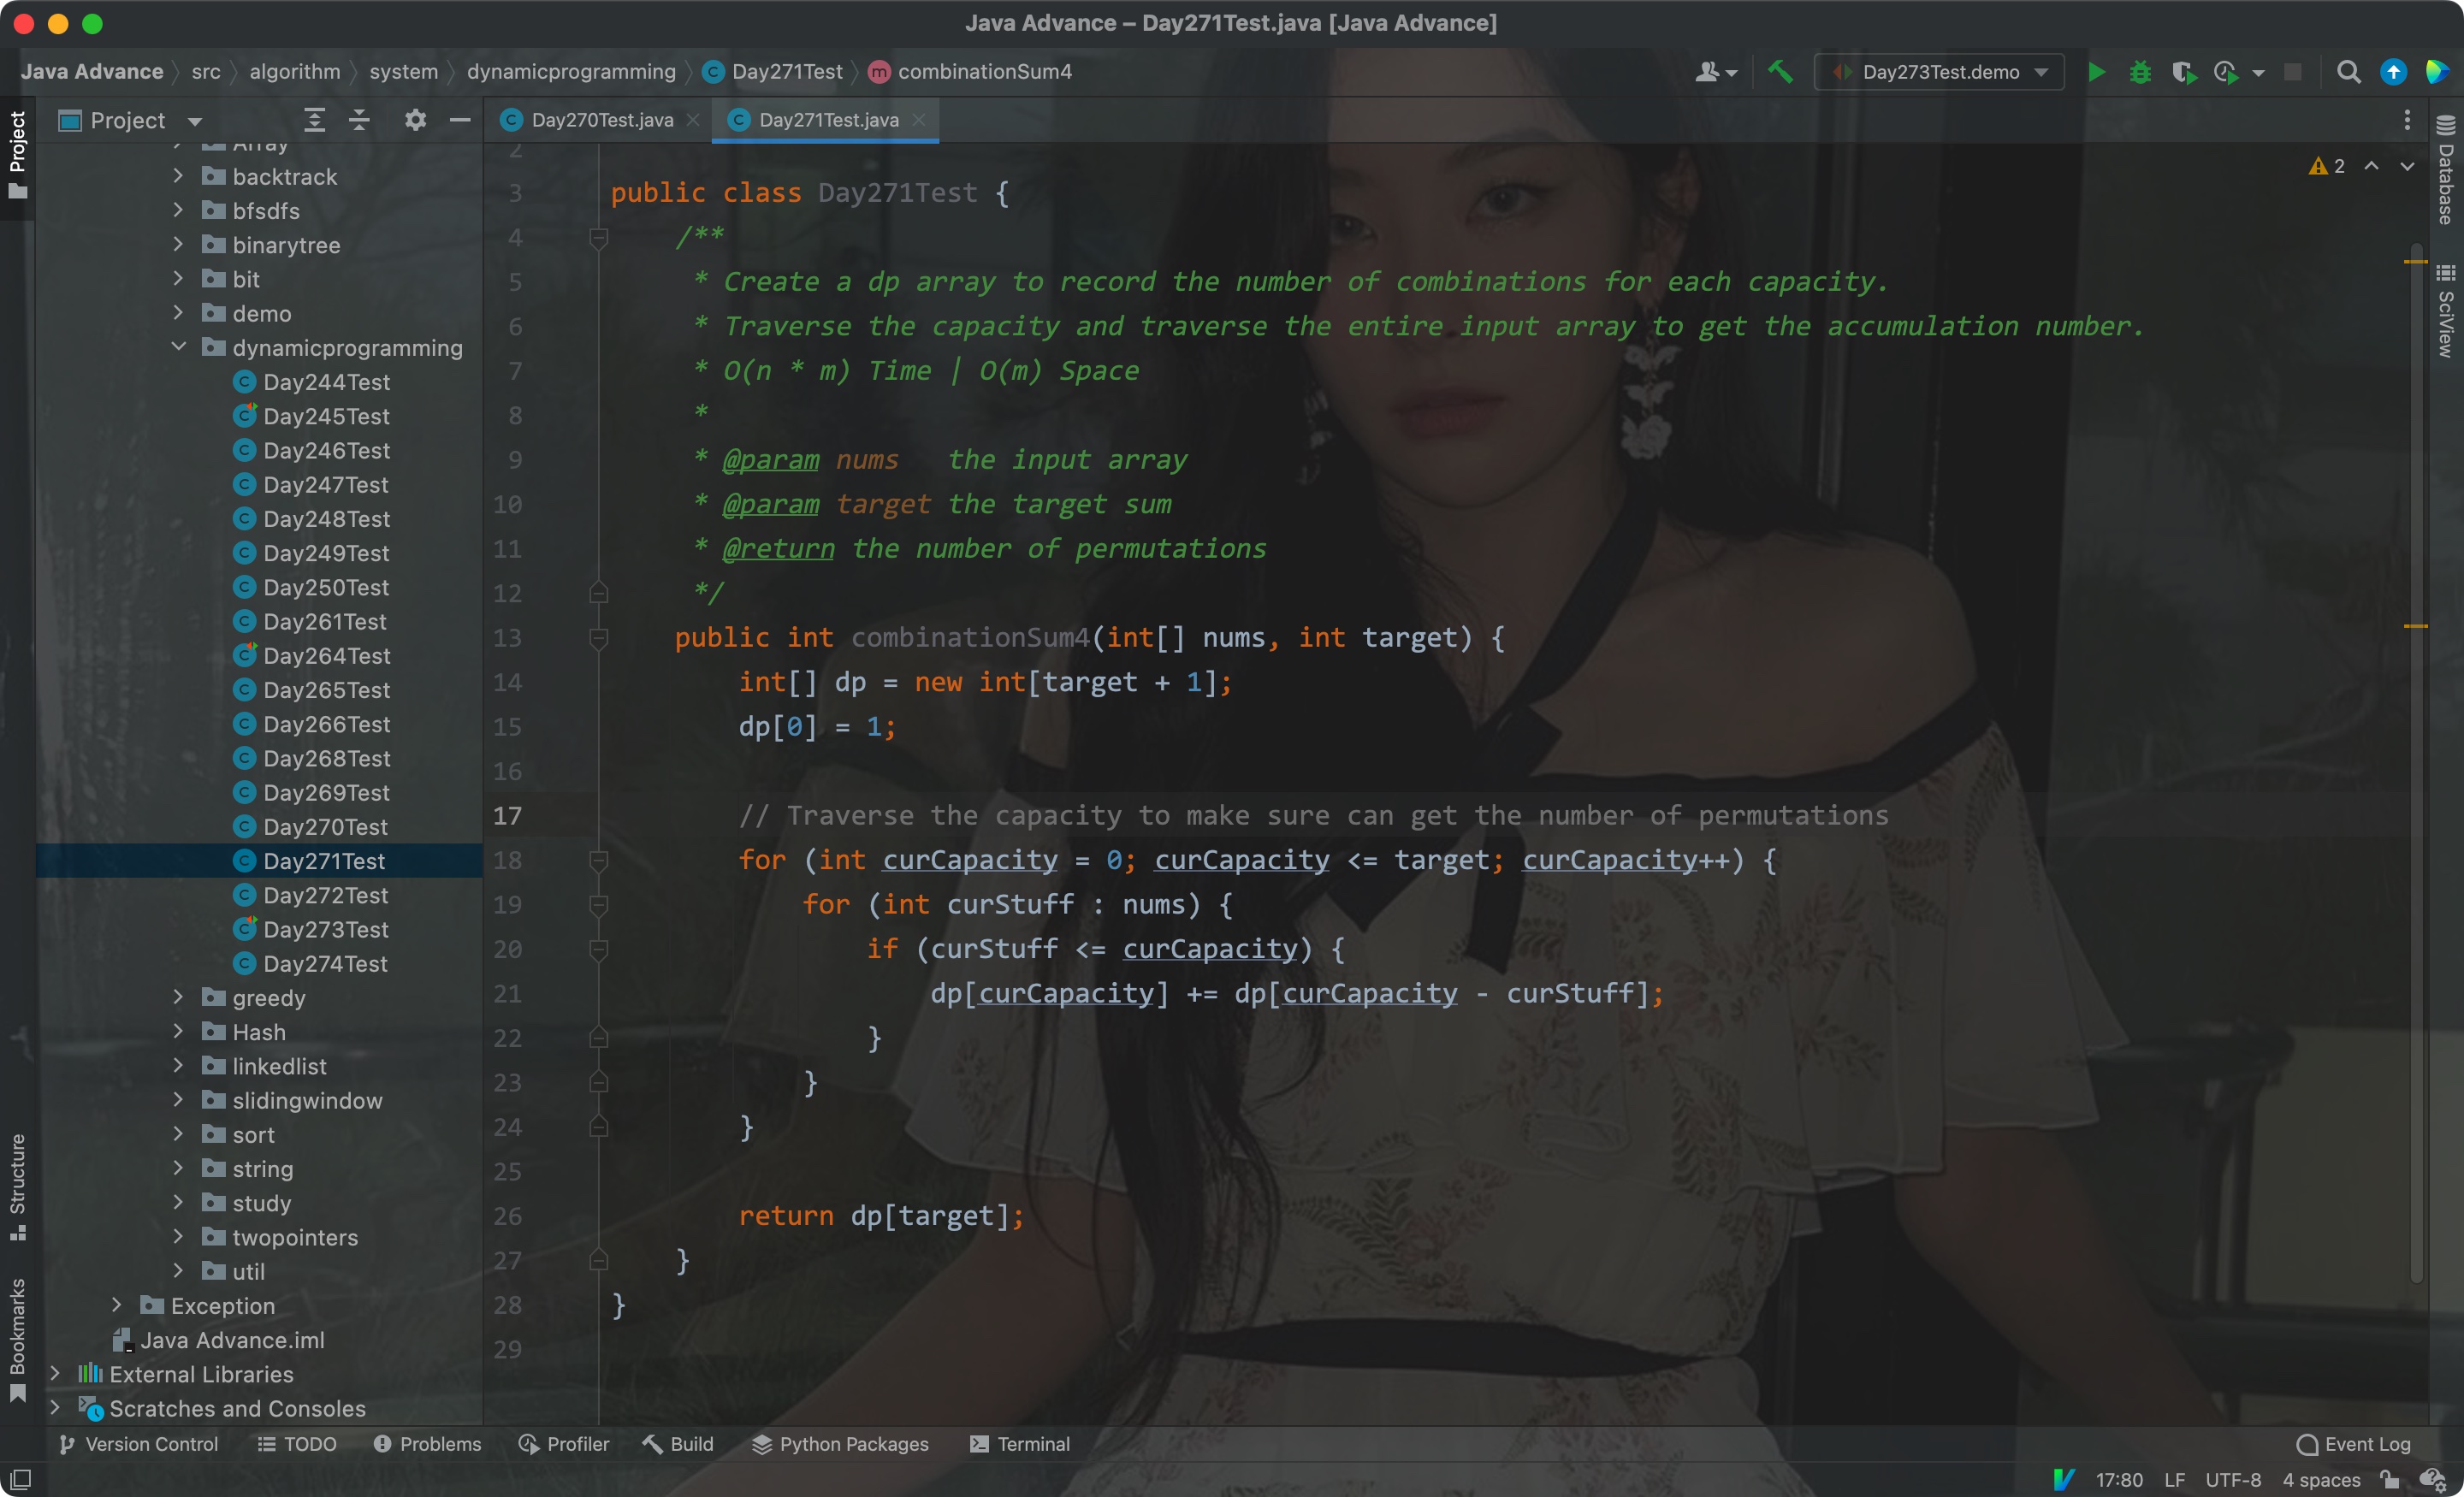 Java Advance – Day271Test.java [Java Advance]
Java Advance src algorithm system dynamicprogramming Day271Test combinationSum4
Day273Test.demo
Project
Day270Test.java Day271Test.java
2
Project
Array
backtrack
bfsdfs
binarytree
bit
demo
dynamicprogramming
Day244Test
Day245Test
Day246Test
Day247Test
Day248Test
Day249Test
Day250Test
Day261Test
Day264Test
Day265Test
Day266Test
Day268Test
Day269Test
Day270Test
Day271Test
Day272Test
Day273Test
Day274Test
greedy
Hash
linkedlist
slidingwindow
sort
string
study
twopointers
util
Exception
Java Advance.iml
External Libraries
Scratches and Consoles
Structure
Bookmarks
2
3 public class Day271Test {
4 /**
5 * Create a dp array to record the number of combinations for each capacity.
6 * Traverse the capacity and traverse the entire input array to get the accumulation number.
7 * O(n * m) Time | O(m) Space
8 *
9 * @param nums   the input array
10 * @param target the target sum
11 * @return the number of permutations
12 */
13 public int combinationSum4(int[] nums, int target) {
14 int[] dp = new int[target + 1];
15 dp[0] = 1;
16
17 // Traverse the capacity to make sure can get the number of permutations
18 for (int curCapacity = 0; curCapacity <= target; curCapacity++) {
19 for (int curStuff : nums) {
20 if (curStuff <= curCapacity) {
21 dp[curCapacity] += dp[curCapacity - curStuff];
22 }
23 }
24 }
25
26 return dp[target];
27 }
28 }
29
Database
SciView
Version Control TODO Problems Profiler Build Python Packages Terminal Event Log
17:80 LF UTF-8 4 spaces